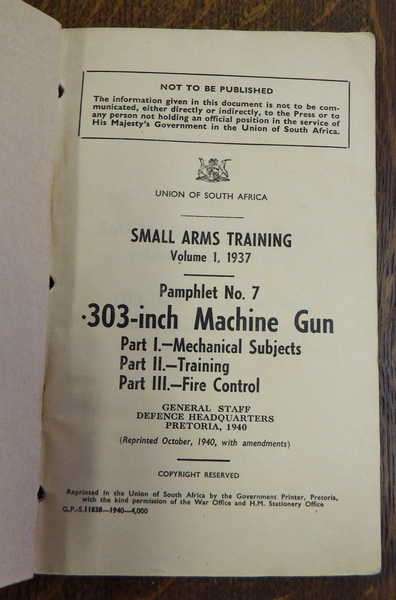 NOT TO BE PUBLISHED
The information given in this document is not to be com-
municated, either directly or indirectly, to the Press or to
any person not holding an official position in the service of
His Majesty's Government in the Union of South Africa.
UNION OF SOUTH AFRICA
SMALL ARMS TRAINING
Volume I, 1937
Pamphlet No. 7
·303-inch Machine Gun
Part I.—Mechanical Subjects
Part II.—Training
Part III.—Fire Control
GENERAL STAFF
DEFENCE HEADQUARTERS
PRETORIA, 1940
(Reprinted October, 1940, with amendments)
COPYRIGHT RESERVED
Reprinted in the Union of South Africa by the Government Printer, Pretoria,
with the kind permission of the War Office and H.M. Stationery Office
G.P.-S.11838—1940—4,000